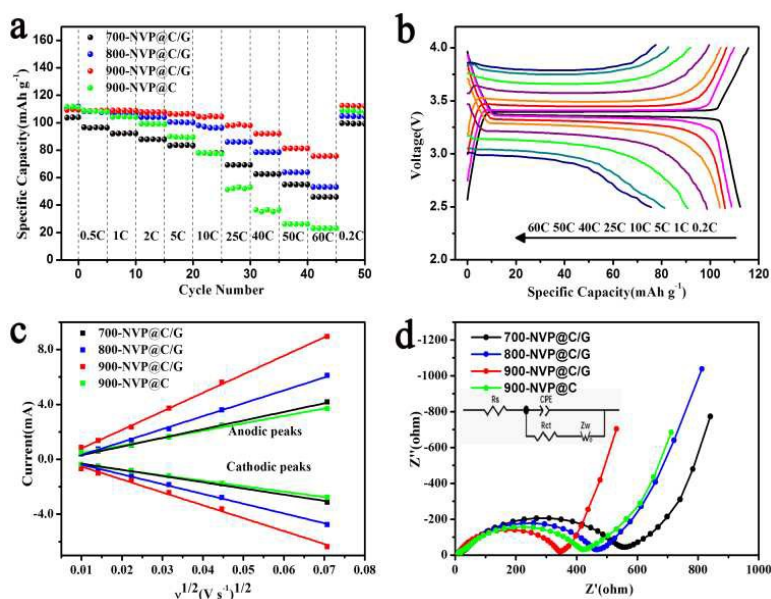 a
160
140
120
100
80
60
40
20
0
Specific Capacity(mAh g⁻¹)
700-NVP@C/G
800-NVP@C/G
900-NVP@C/G
900-NVP@C
0.5C 1C 2C 5C 10C 25C 40C 50C 60C 0.2C
0 10 20 30 40 50
Cycle Number
b
4.0
3.5
3.0
2.5
2.0
Voltage(V)
60C 50C 40C 25C 10C 5C 1C 0.2C
0 20 40 60 80 100 120
Specific Capacity(mAh g⁻¹)
c
8.0
4.0
0.0
-4.0
Current(mA)
700-NVP@C/G
800-NVP@C/G
900-NVP@C/G
900-NVP@C
Anodic peaks
Cathodic peaks
0.01 0.02 0.03 0.04 0.05 0.06 0.07 0.08
ν^1/2(V s⁻¹)^1/2
d
-1200
-1000
-800
-600
-400
-200
0
Z''(ohm)
700-NVP@C/G
800-NVP@C/G
900-NVP@C/G
900-NVP@C
Rs
CPE
Rct
Zw
0 200 400 600 800 1000
Z'(ohm)